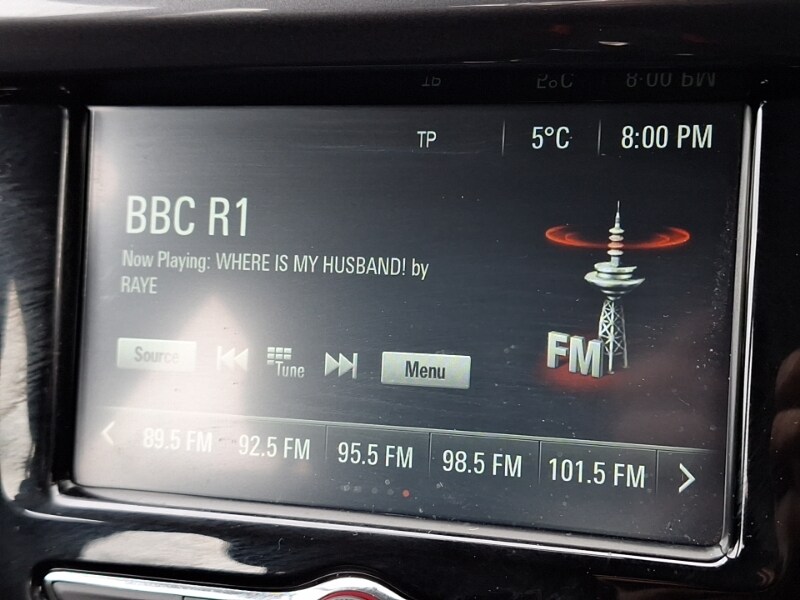 TP 5°C 8:00 PM
BBC R1
Now Playing: WHERE IS MY HUSBAND! by
RAYE
FM
Source Tune Menu
89.5 FM 92.5 FM 95.5 FM 98.5 FM 101.5 FM